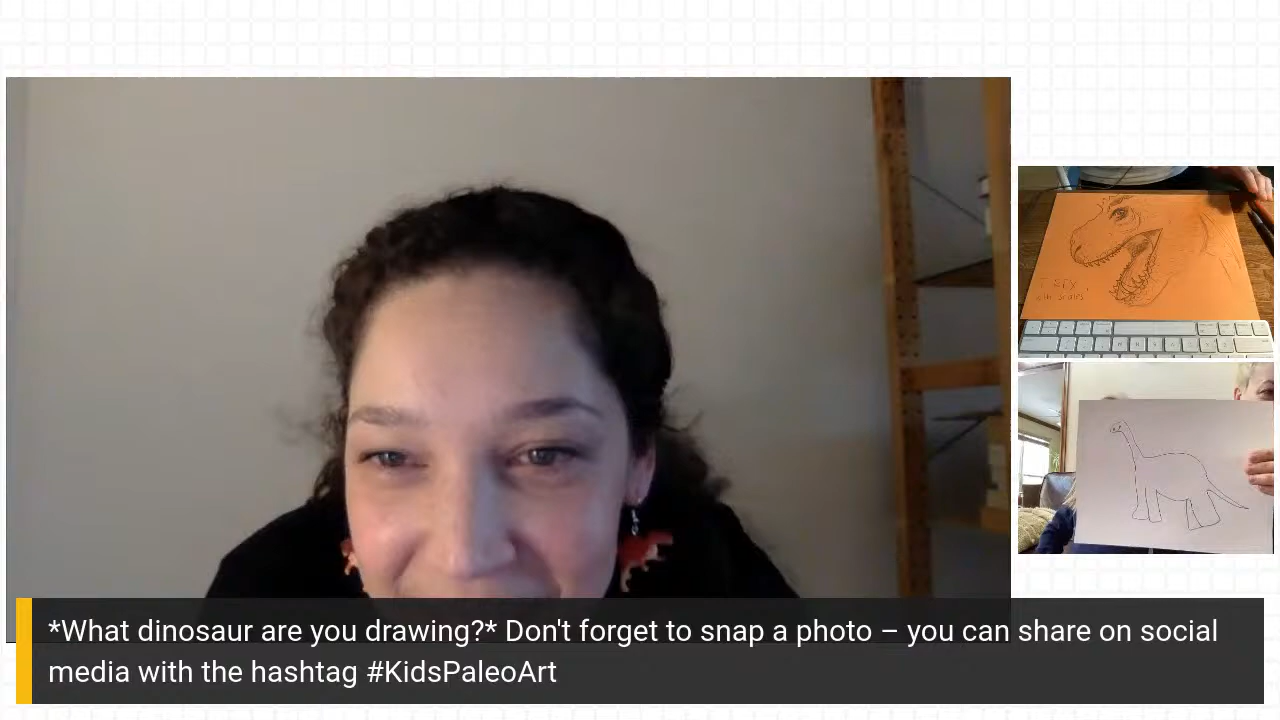 *What dinosaur are you drawing?* Don't forget to snap a photo – you can share on social
media with the hashtag #KidsPaleoArt